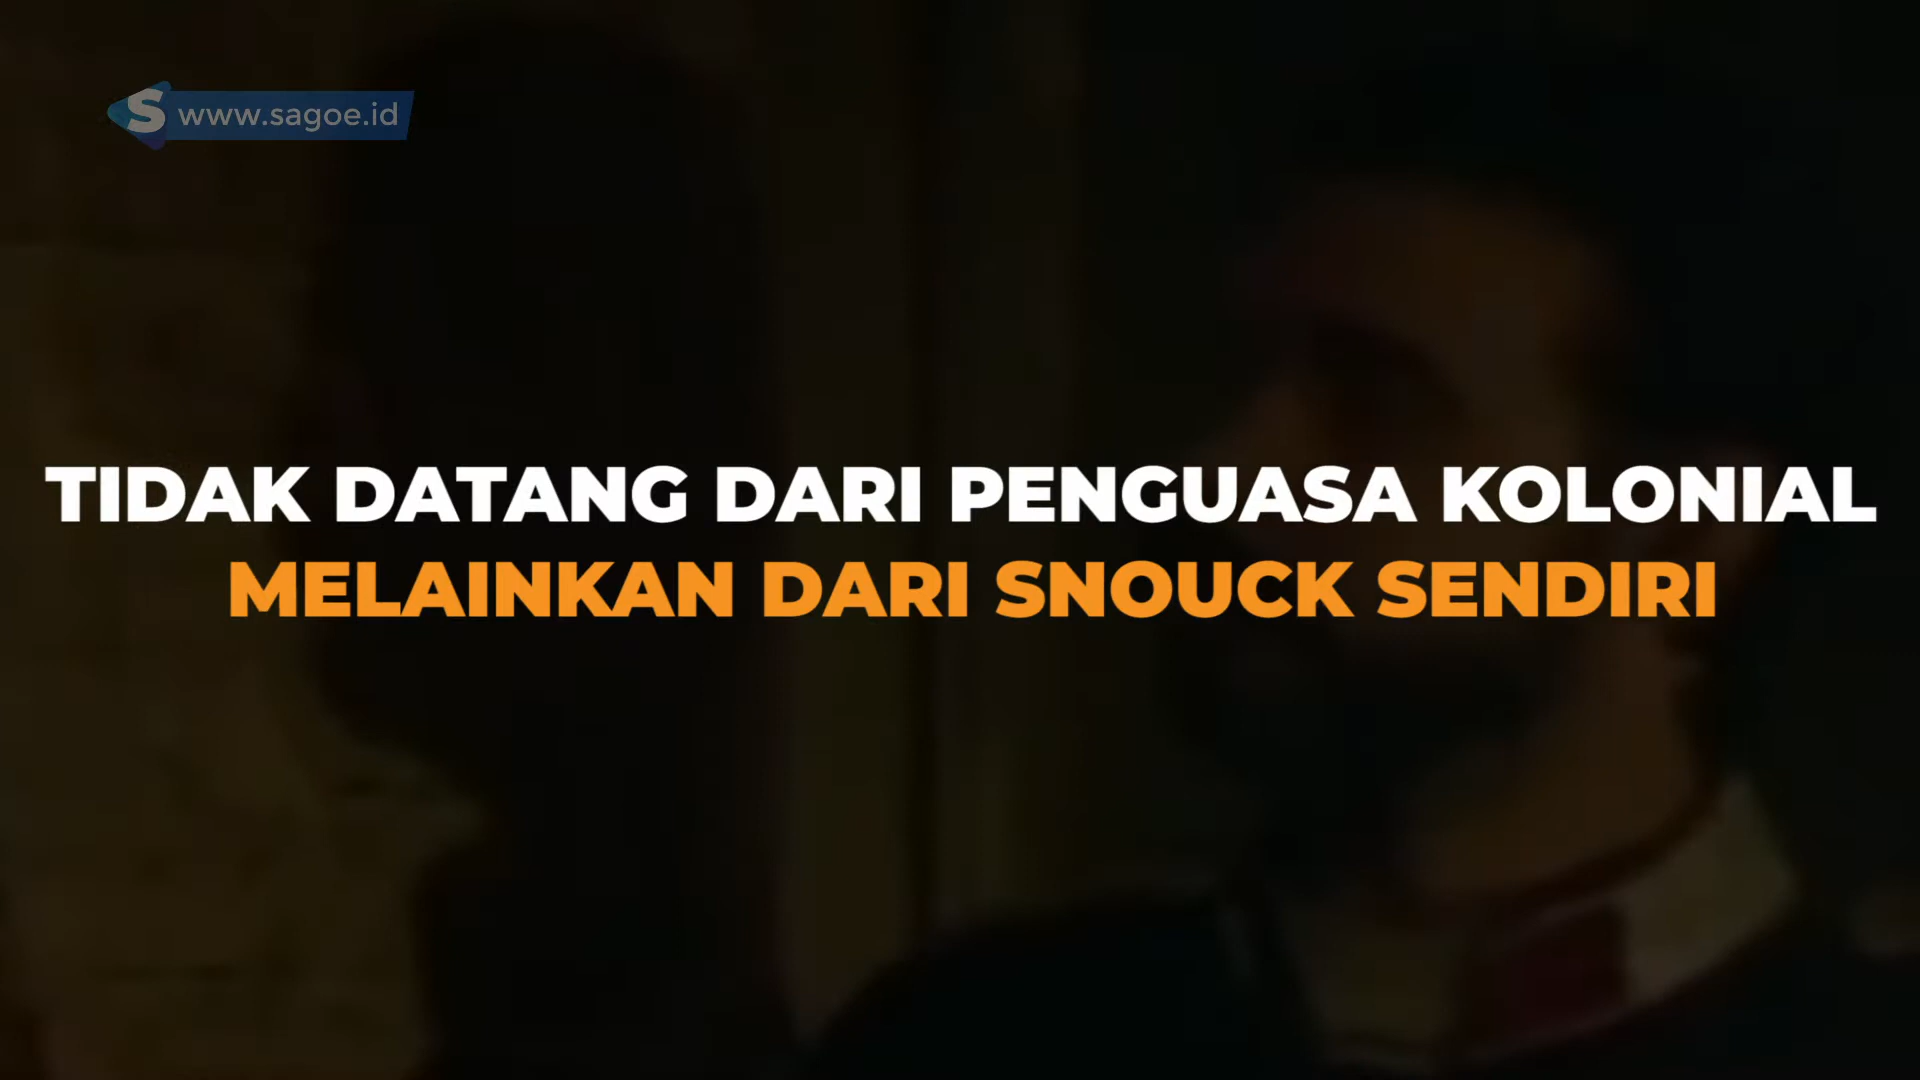 S www.sagoe.id
TIDAK DATANG DARI PENGUASA KOLONIAL
MELAINKAN DARI SNOUCK SENDIRI